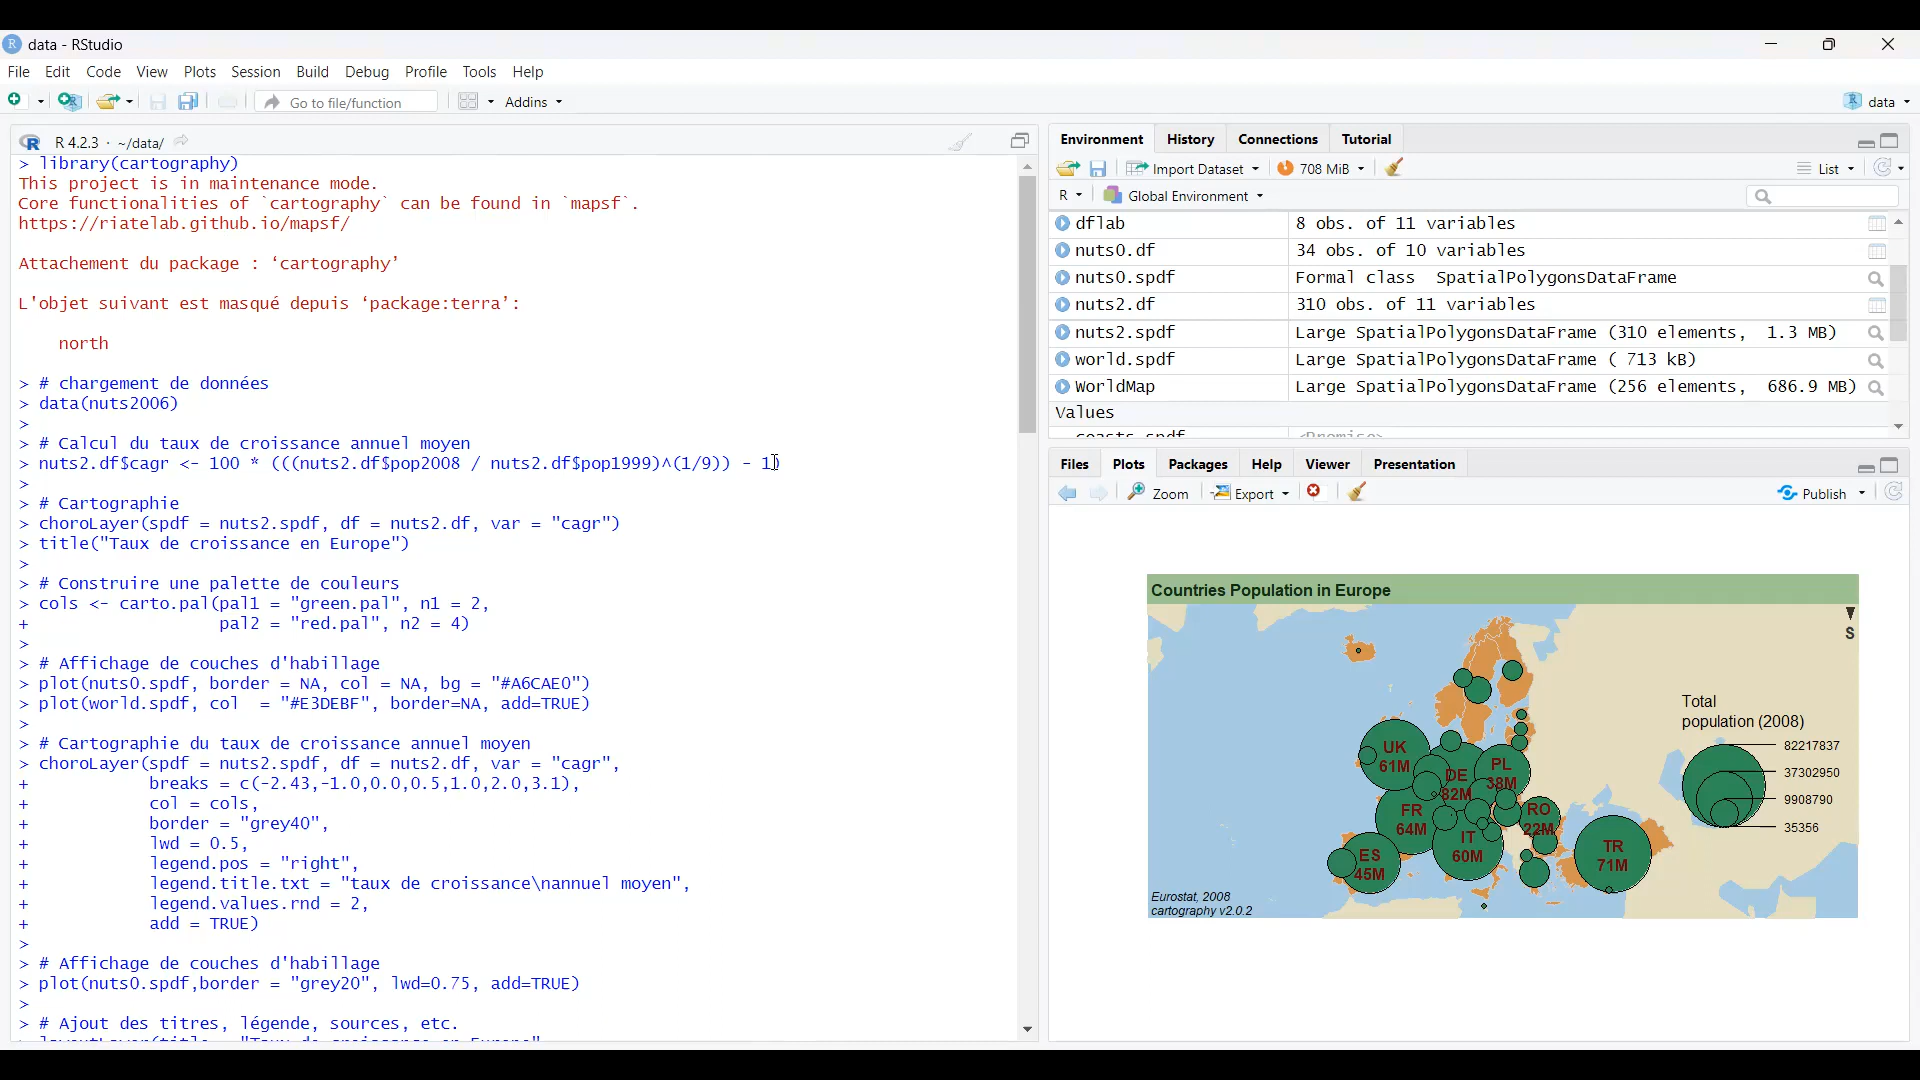 data - RStudio
File Edit Code View Plots Session Build Debug Profile Tools Help
Go to file/function Addins data
R 4.2.3 · ~/data/
> library(cartography)
This project is in maintenance mode.
Core functionalities of `cartography` can be found in `mapsf`.
https://riatelab.github.io/mapsf/
Attachement du package : ‘cartography’
L'objet suivant est masqué depuis ‘package:terra’:
north
> # chargement de données
> data(nuts2006)
>
> # Calcul du taux de croissance annuel moyen
> nuts2.df$cagr <- 100 * (((nuts2.df$pop2008 / nuts2.df$pop1999)^(1/9)) - 1)
>
> # Cartographie
> choroLayer(spdf = nuts2.spdf, df = nuts2.df, var = "cagr")
> title("Taux de croissance en Europe")
>
> # Construire une palette de couleurs
> cols <- carto.pal(pal1 = "green.pal", n1 = 2,
+ pal2 = "red.pal", n2 = 4)
>
> # Affichage de couches d'habillage
> plot(nuts0.spdf, border = NA, col = NA, bg = "#A6CAE0")
> plot(world.spdf, col = "#E3DEBF", border=NA, add=TRUE)
>
> # Cartographie du taux de croissance annuel moyen
> choroLayer(spdf = nuts2.spdf, df = nuts2.df, var = "cagr",
+ breaks = c(-2.43,-1.0,0.0,0.5,1.0,2.0,3.1),
+ col = cols,
+ border = "grey40",
+ lwd = 0.5,
+ legend.pos = "right",
+ legend.title.txt = "taux de croissance\nannuel moyen",
+ legend.values.rnd = 2,
+ add = TRUE)
>
> # Affichage de couches d'habillage
> plot(nuts0.spdf,border = "grey20", lwd=0.75, add=TRUE)
>
> # Ajout des titres, légende, sources, etc.
Environment History Connections Tutorial
Import Dataset 708 MiB List
R Global Environment
dflab 8 obs. of 11 variables
nuts0.df 34 obs. of 10 variables
nuts0.spdf Formal class SpatialPolygonsDataFrame
nuts2.df 310 obs. of 11 variables
nuts2.spdf Large SpatialPolygonsDataFrame (310 elements, 1.3 MB)
world.spdf Large SpatialPolygonsDataFrame ( 713 kB)
WorldMap Large SpatialPolygonsDataFrame (256 elements, 686.9 MB)
Values
Files Plots Packages Help Viewer Presentation
Zoom Export Publish
Countries Population in Europe
S
Total
population (2008)
82217837
37302950
9908790
35356
UK
61M
DE
82M
PL
38M
FR
64M
IT
60M
RO
22M
ES
45M
TR
71M
Eurostat, 2008
cartography v2.0.2